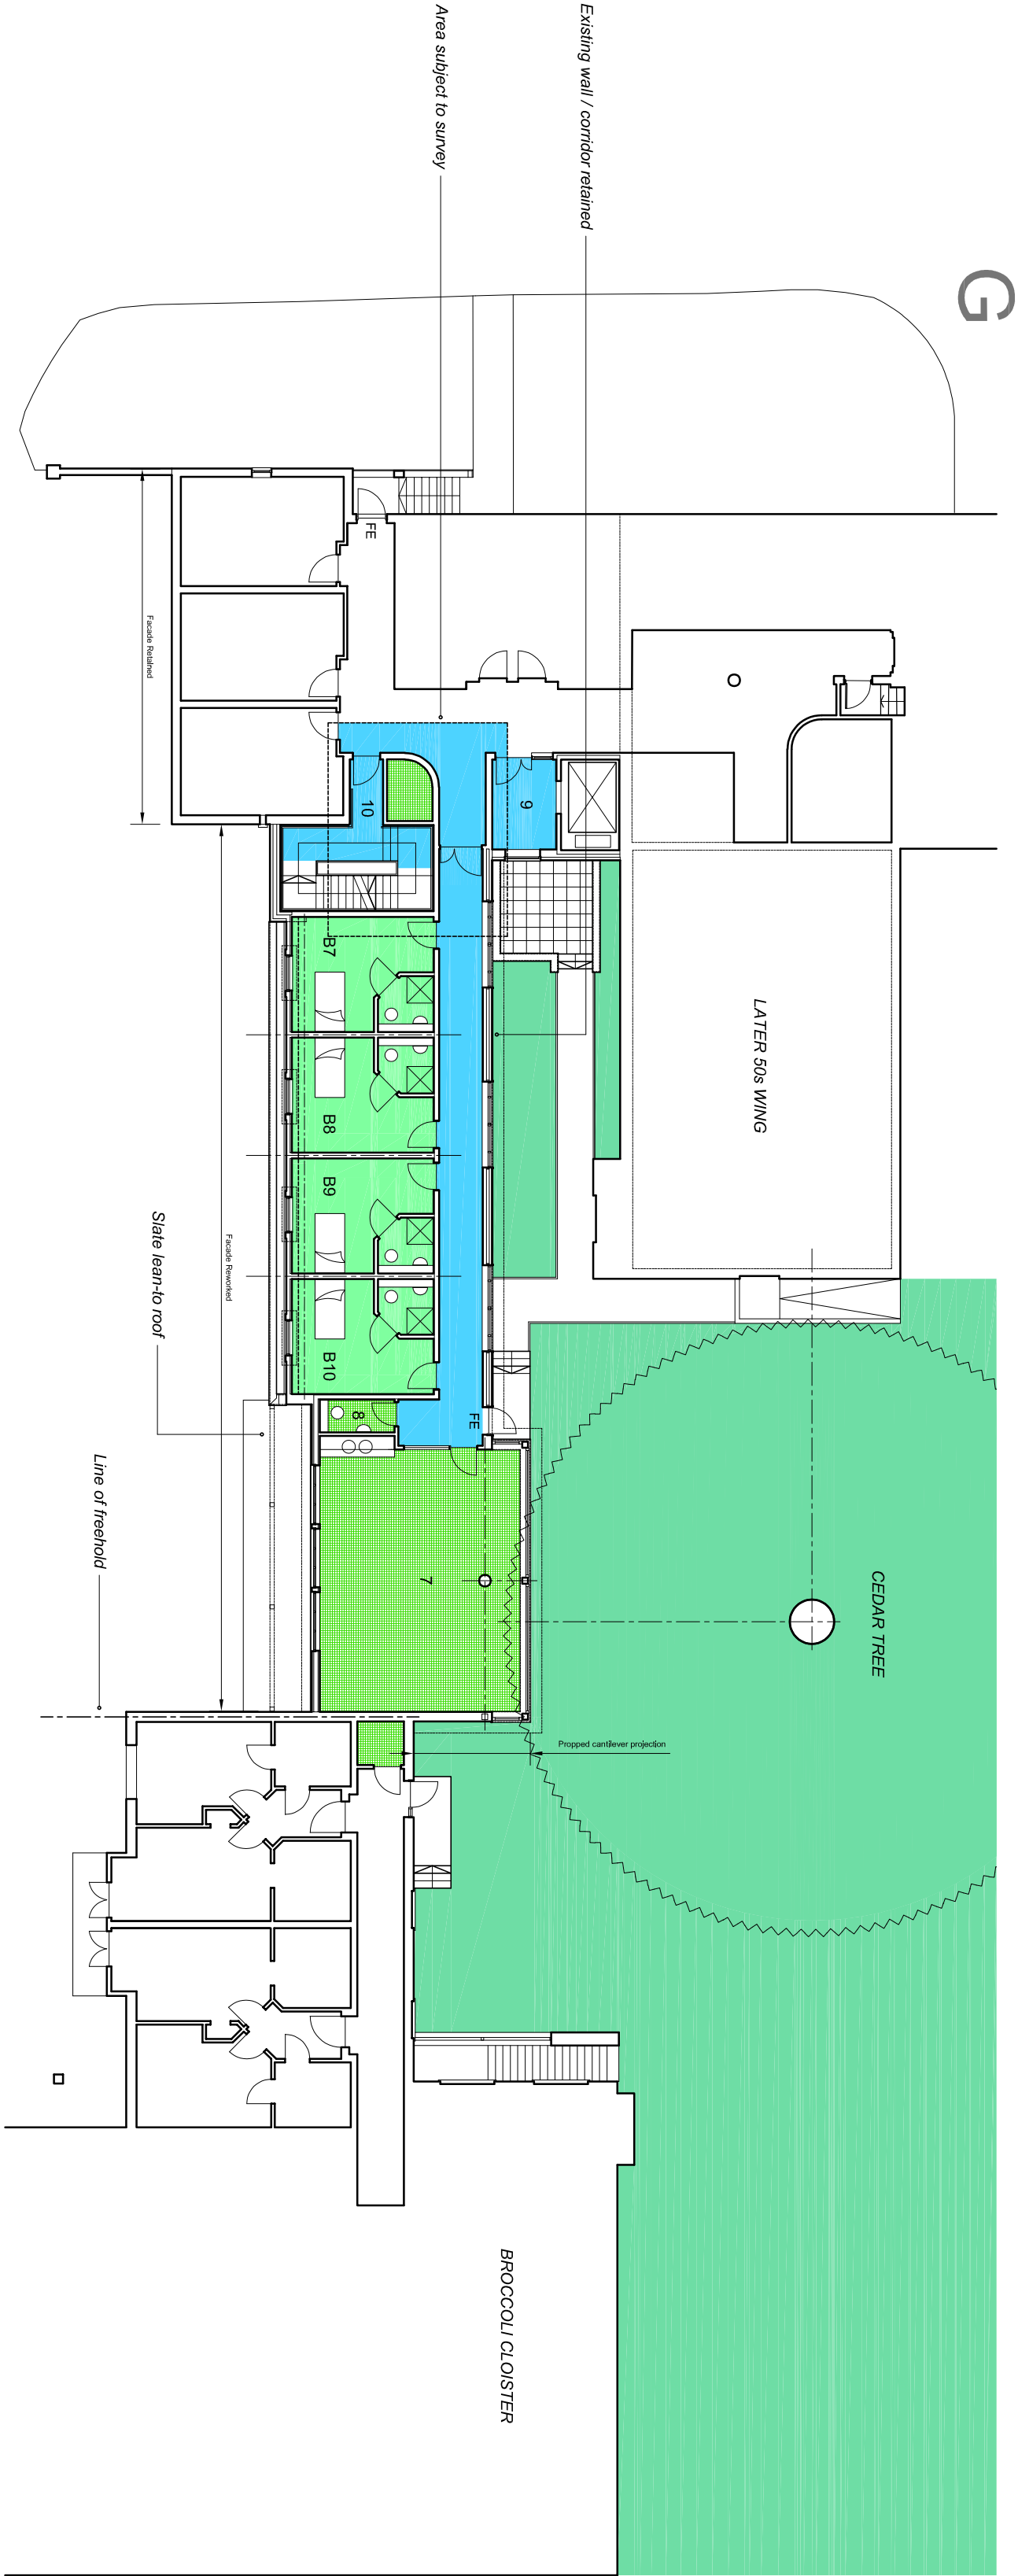 G
Existing wall / corridor retained
Area subject to survey
FE
Facade Retained
9
10
LATER 50s WING
B7
B8
B9
B10
Facade Reworked
Slate lean-to roof
8
FE
7
CEDAR TREE
Line of freehold
Propped cantilever projection
BROCCOLI CLOISTER